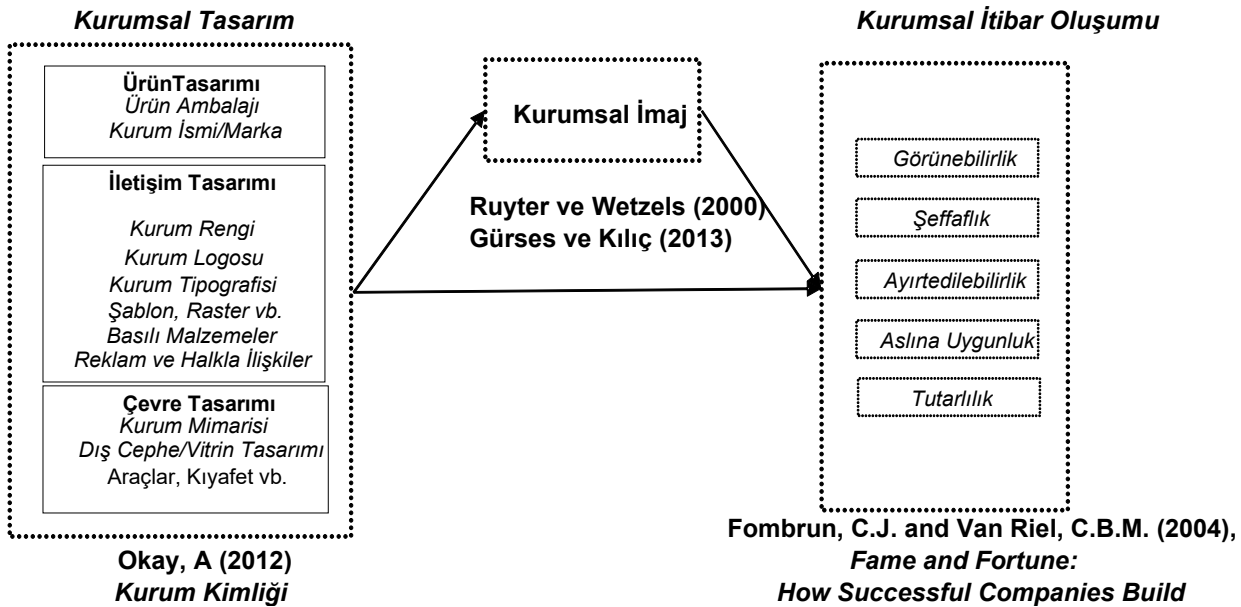 Kurumsal Tasarım
ÜrünTasarımı
Ürün Ambalajı
Kurum İsmi/Marka
İletişim Tasarımı
Kurum Rengi
Kurum Logosu
Kurum Tipografisi
Şablon, Raster vb.
Basılı Malzemeler
Reklam ve Halkla İlişkiler
Çevre Tasarımı
Kurum Mimarisi
Dış Cephe/Vitrin Tasarımı
Araçlar, Kıyafet vb.
Okay, A (2012)
Kurum Kimliği
Kurumsal İmaj
Ruyter ve Wetzels (2000)
Gürses ve Kılıç (2013)
Kurumsal İtibar Oluşumu
Görünebilirlik
Şeffaflık
Ayırtedilebilirlik
Aslına Uygunluk
Tutarlılık
Fombrun, C.J. and Van Riel, C.B.M. (2004),
Fame and Fortune:
How Successful Companies Build